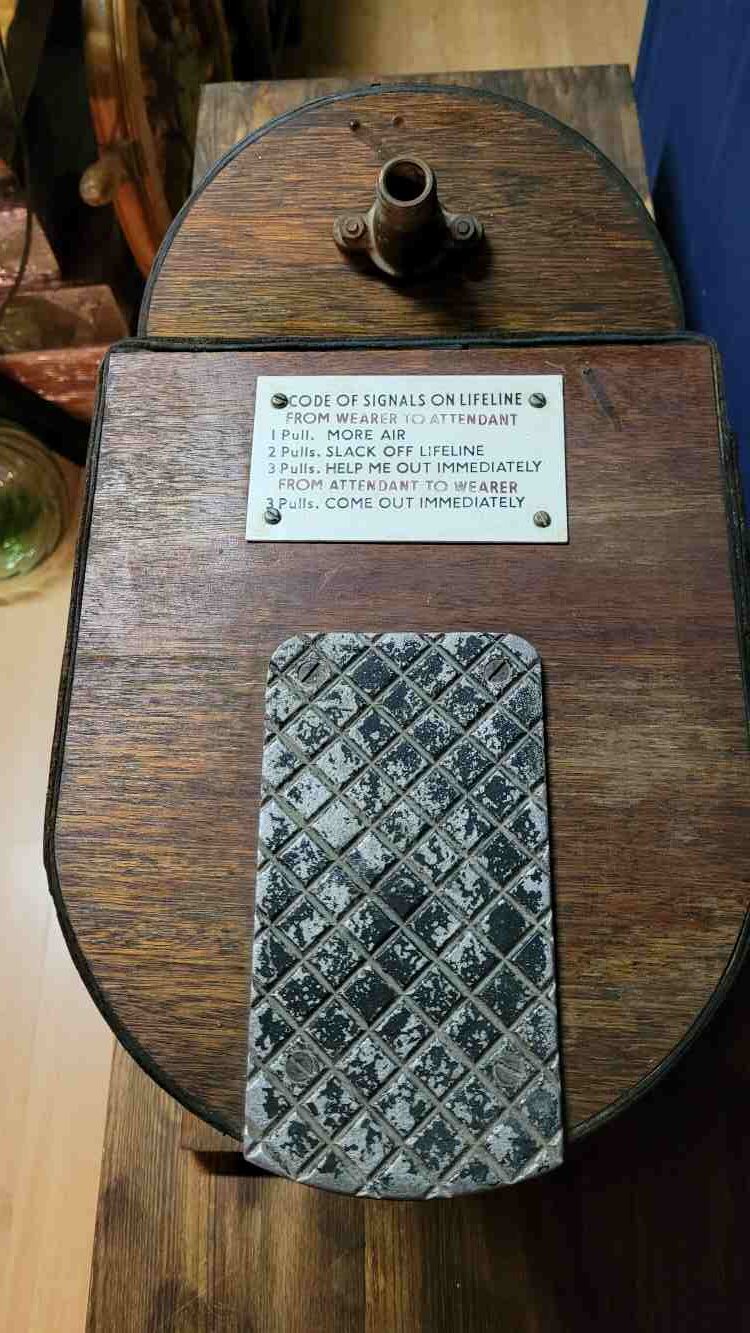 CODE OF SIGNALS ON LIFELINE
FROM WEARER TO ATTENDANT
1 Pull. MORE AIR
2 Pulls. SLACK OFF LIFELINE
3 Pulls. HELP ME OUT IMMEDIATELY
FROM ATTENDANT TO WEARER
3 Pulls. COME OUT IMMEDIATELY